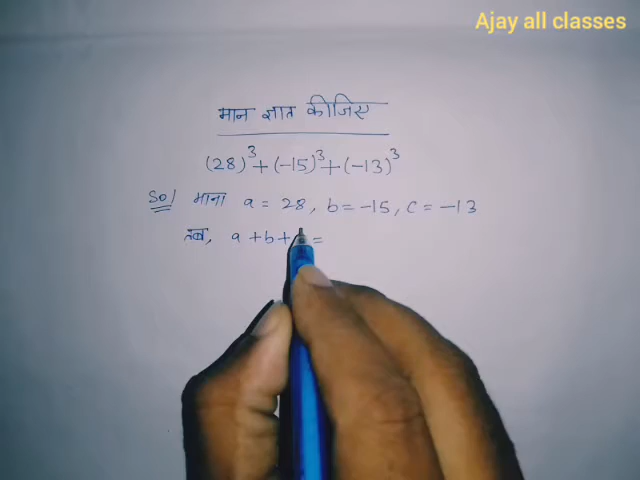 Ajay all classes
मान ज्ञात कीजिए
(28)³ + (-15)³ + (-13)³
Sol माना a = 28, b = -15, c = -13
तब, a + b + =